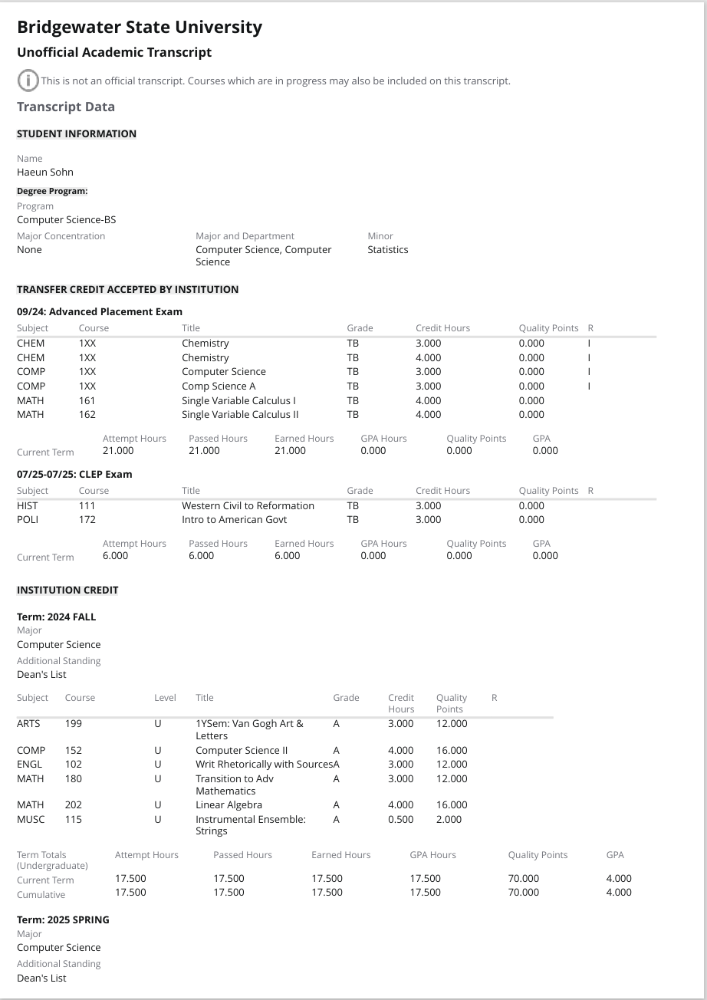 Bridgewater State University
Unofficial Academic Transcript
This is not an official transcript. Courses which are in progress may also be included on this transcript.
Transcript Data
STUDENT INFORMATION
Name
Haeun Sohn
Degree Program:
Program
Computer Science-BS
Major Concentration Major and Department Minor
None Computer Science, Computer Statistics
Science
TRANSFER CREDIT ACCEPTED BY INSTITUTION
09/24: Advanced Placement Exam
Subject Course Title Grade Credit Hours Quality Points R
CHEM 1XX Chemistry TB 3.000 0.000 I
CHEM 1XX Chemistry TB 4.000 0.000 I
COMP 1XX Computer Science TB 3.000 0.000 I
COMP 1XX Comp Science A TB 3.000 0.000 I
MATH 161 Single Variable Calculus I TB 4.000 0.000
MATH 162 Single Variable Calculus II TB 4.000 0.000
Attempt Hours Passed Hours Earned Hours GPA Hours Quality Points GPA
Current Term 21.000 21.000 21.000 0.000 0.000 0.000
07/25-07/25: CLEP Exam
Subject Course Title Grade Credit Hours Quality Points R
HIST 111 Western Civil to Reformation TB 3.000 0.000
POLI 172 Intro to American Govt TB 3.000 0.000
Attempt Hours Passed Hours Earned Hours GPA Hours Quality Points GPA
Current Term 6.000 6.000 6.000 0.000 0.000 0.000
INSTITUTION CREDIT
Term: 2024 FALL
Major
Computer Science
Additional Standing
Dean's List
Subject Course Level Title Grade Credit Quality R
Hours Points
ARTS 199 U 1YSem: Van Gogh Art & A 3.000 12.000
Letters
COMP 152 U Computer Science II A 4.000 16.000
ENGL 102 U Writ Rhetorically with Sources A 3.000 12.000
MATH 180 U Transition to Adv A 3.000 12.000
Mathematics
MATH 202 U Linear Algebra A 4.000 16.000
MUSC 115 U Instrumental Ensemble: A 0.500 2.000
Strings
Term Totals Attempt Hours Passed Hours Earned Hours GPA Hours Quality Points GPA
(Undergraduate)
Current Term 17.500 17.500 17.500 17.500 70.000 4.000
Cumulative 17.500 17.500 17.500 17.500 70.000 4.000
Term: 2025 SPRING
Major
Computer Science
Additional Standing
Dean's List